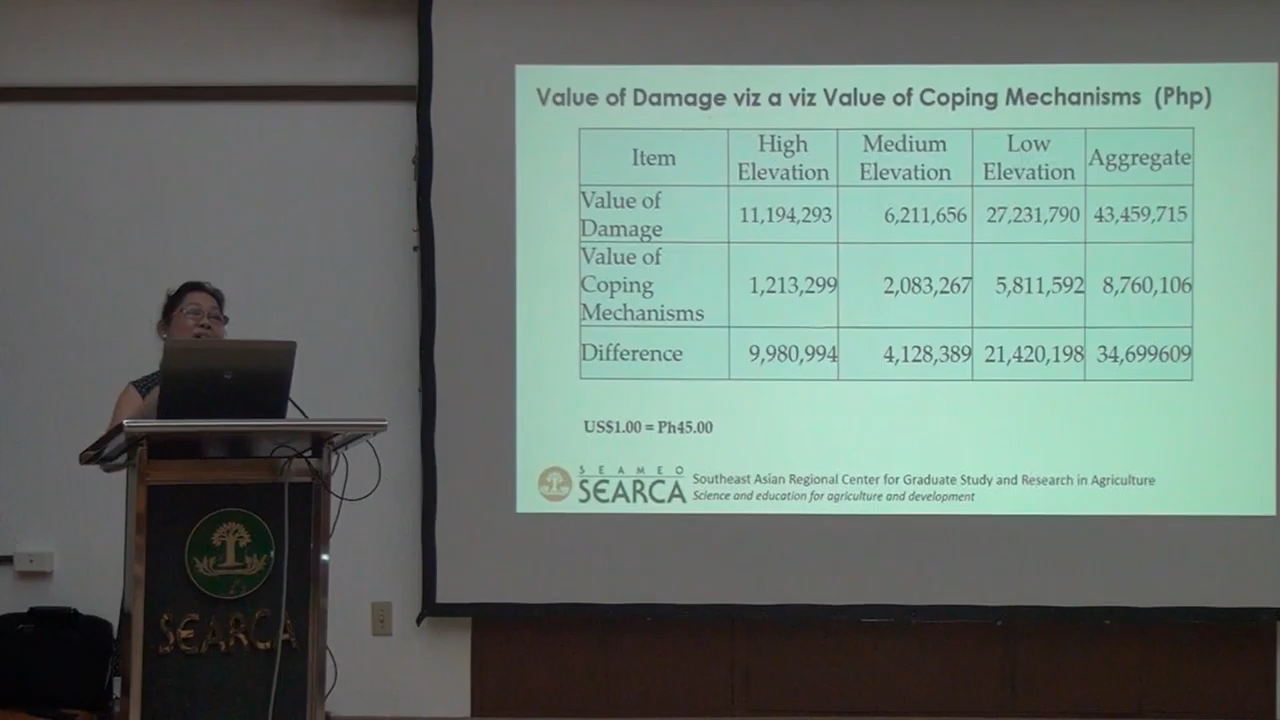 Value of Damage viz a viz Value of Coping Mechanisms (Php)
Item High Elevation Medium Elevation Low Elevation Aggregate
Value of Damage 11,194,293 6,211,656 27,231,790 43,459,715
Value of Coping Mechanisms 1,213,299 2,083,267 5,811,592 8,760,106
Difference 9,980,994 4,128,389 21,420,198 34,699609
US$1.00 = Ph45.00
SEAMEO
SEARCA
Southeast Asian Regional Center for Graduate Study and Research in Agriculture
Science and education for agriculture and development
SEARCA